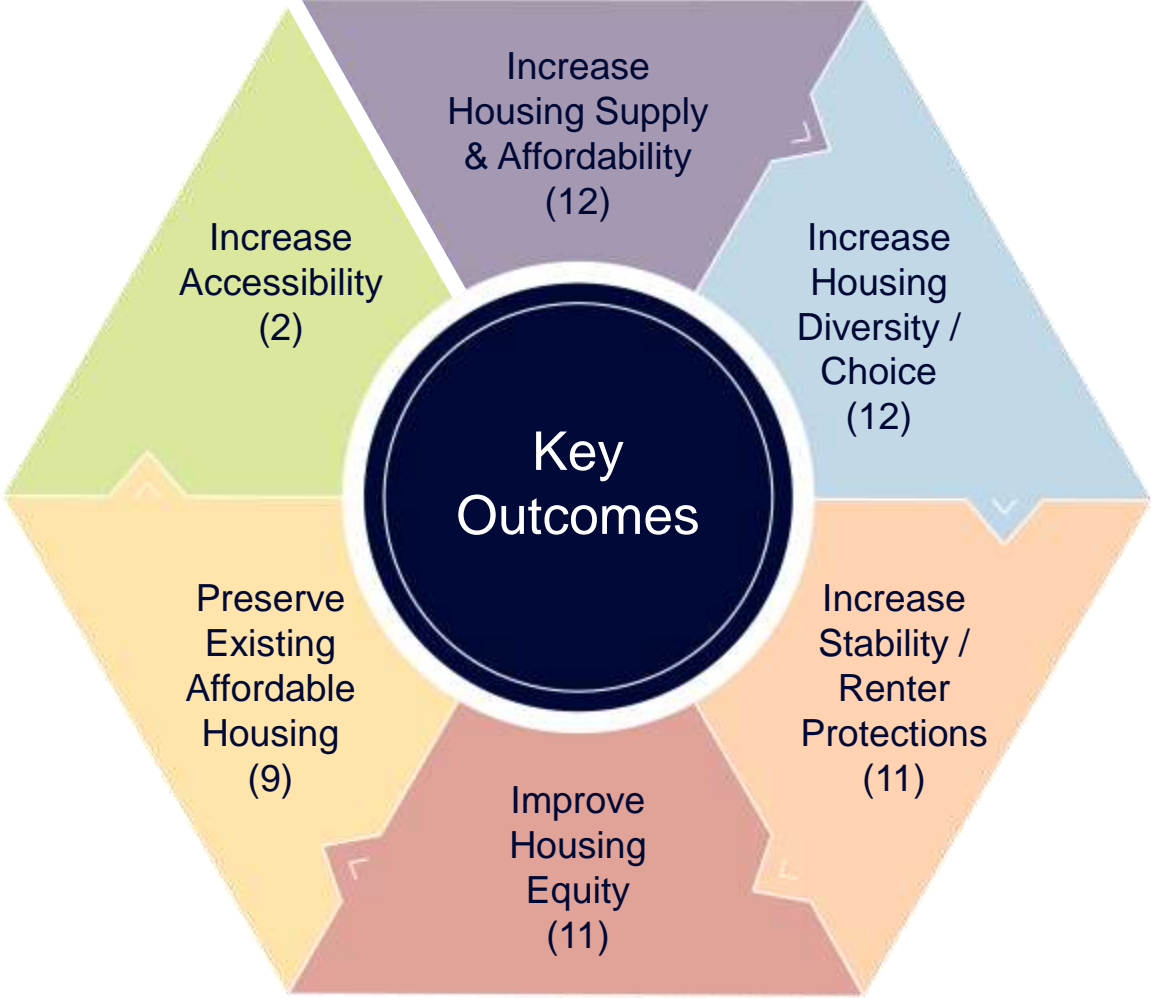 Increase
Housing Supply
& Affordability
(12)
Increase
Housing
Diversity /
Choice
(12)
Increase
Stability /
Renter
Protections
(11)
Improve
Housing
Equity
(11)
Preserve
Existing
Affordable
Housing
(9)
Increase
Accessibility
(2)
Key
Outcomes